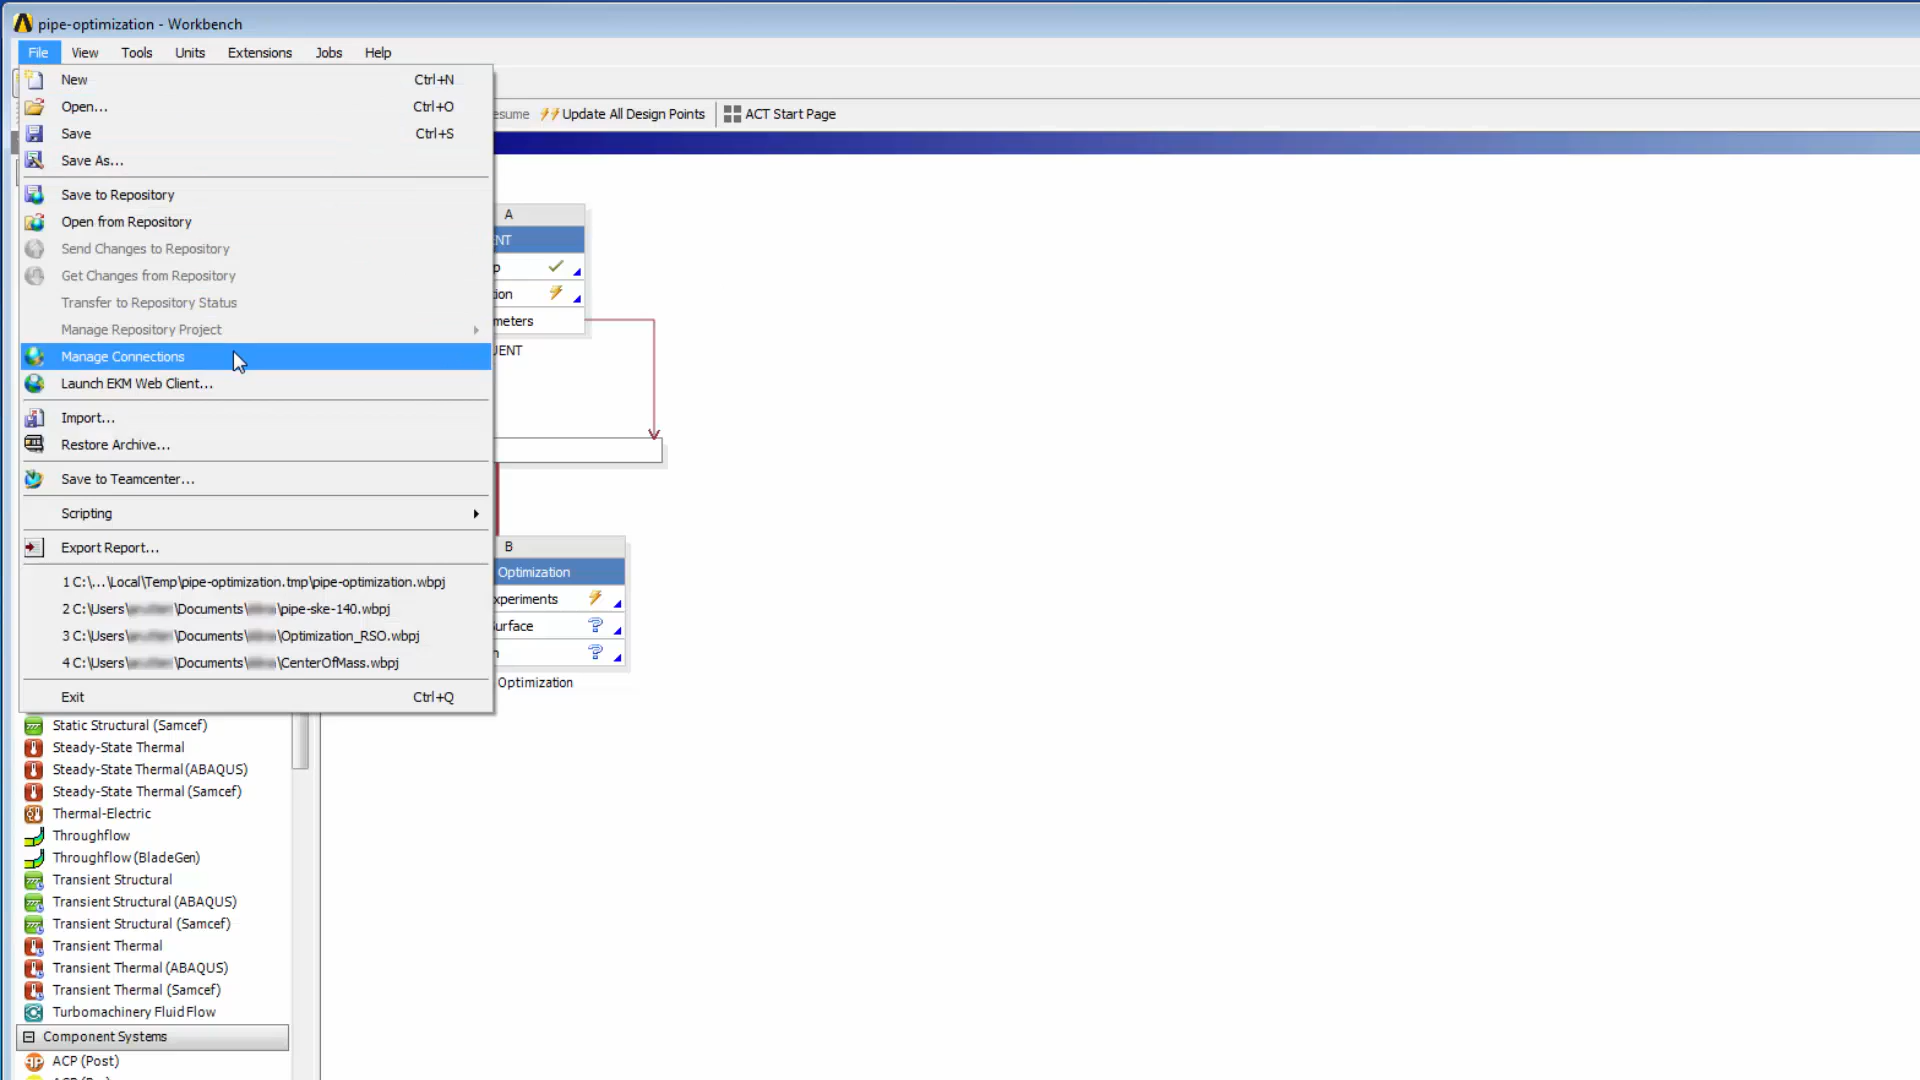 pipe-optimization - Workbench
File View Tools Units Extensions Jobs Help
New Ctrl+N
Open... Ctrl+O
esume Update All Design Points ACT Start Page
Save Ctrl+S
Save As...
Save to Repository
Open from Repository
Send Changes to Repository
Get Changes from Repository
Transfer to Repository Status
Manage Repository Project
Manage Connections
Launch EKM Web Client...
Import...
Restore Archive...
Save to Teamcenter...
Scripting
Export Report...
1 C:\...\Local\Temp\pipe-optimization.tmp\pipe-optimization.wbpj
2 C:\Users\ \Documents\ \pipe-ske-140.wbpj
3 C:\Users\ \Documents\ \Optimization_RSO.wbpj
4 C:\Users\ \Documents\ \CenterOfMass.wbpj
Exit Ctrl+Q
A
NT
p
ion
meters
UENT
B
Optimization
xperiments
urface
n
Optimization
Static Structural (Samcef)
Steady-State Thermal
Steady-State Thermal (ABAQUS)
Steady-State Thermal (Samcef)
Thermal-Electric
Throughflow
Throughflow (BladeGen)
Transient Structural
Transient Structural (ABAQUS)
Transient Structural (Samcef)
Transient Thermal
Transient Thermal (ABAQUS)
Transient Thermal (Samcef)
Turbomachinery Fluid Flow
Component Systems
ACP (Post)